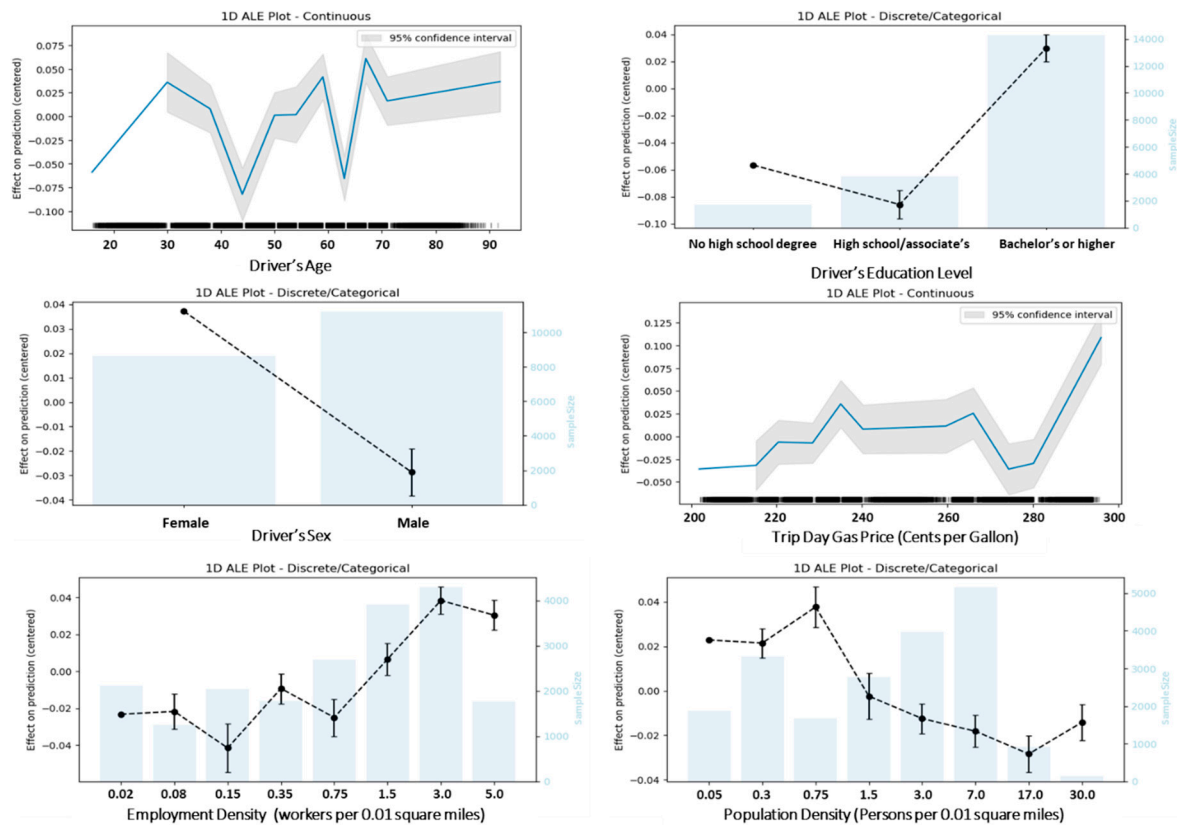 1D ALE Plot - Continuous
95% confidence interval
Effect on prediction (centered)
0.075
0.050
0.025
0.000
−0.025
−0.050
−0.075
−0.100
20 30 40 50 60 70 80 90
Driver's Age
1D ALE Plot - Discrete/Categorical
Effect on prediction (centered)
0.04
0.02
0.00
−0.02
−0.04
−0.06
−0.08
−0.10
14000
12000
10000
8000
6000
4000
2000
0
SampleSize
No high school degree High school/associate's Bachelor's or higher
Driver's Education Level
1D ALE Plot - Discrete/Categorical
Effect on prediction (centered)
0.04
0.03
0.02
0.01
0.00
−0.01
−0.02
−0.03
−0.04
10000
8000
6000
4000
2000
0
SampleSize
Female Male
Driver's Sex
1D ALE Plot - Continuous
95% confidence interval
Effect on prediction (centered)
0.125
0.100
0.075
0.050
0.025
0.000
−0.025
−0.050
200 220 240 260 280 300
Trip Day Gas Price (Cents per Gallon)
1D ALE Plot - Discrete/Categorical
Effect on prediction (centered)
0.04
0.02
0.00
−0.02
−0.04
4000
3000
2000
1000
0
SampleSize
0.02 0.08 0.15 0.35 0.75 1.5 3.0 5.0
Employment Density (workers per 0.01 square miles)
1D ALE Plot - Discrete/Categorical
Effect on prediction (centered)
0.04
0.02
0.00
−0.02
−0.04
5000
4000
3000
2000
1000
0
SampleSize
0.05 0.3 0.75 1.5 3.0 7.0 17.0 30.0
Population Density (Persons per 0.01 square miles)